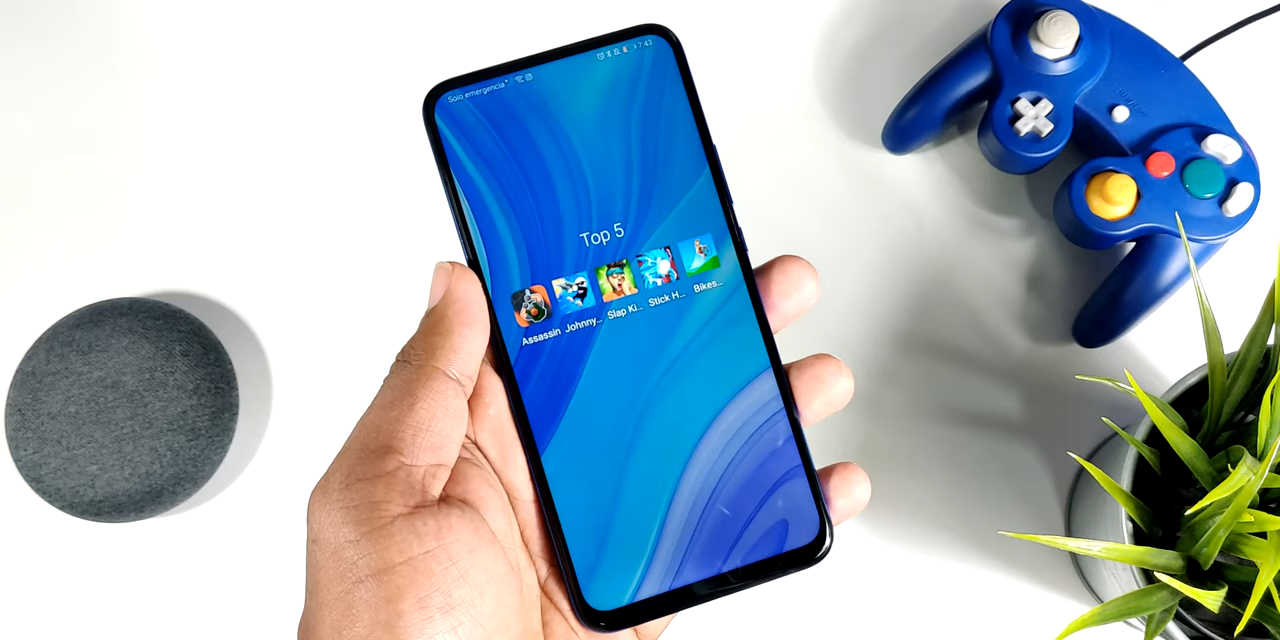 Solo emergencia
7:43
Top 5
Assassin
Johnny...
Slap Ki...
Stick H...
Bikes...